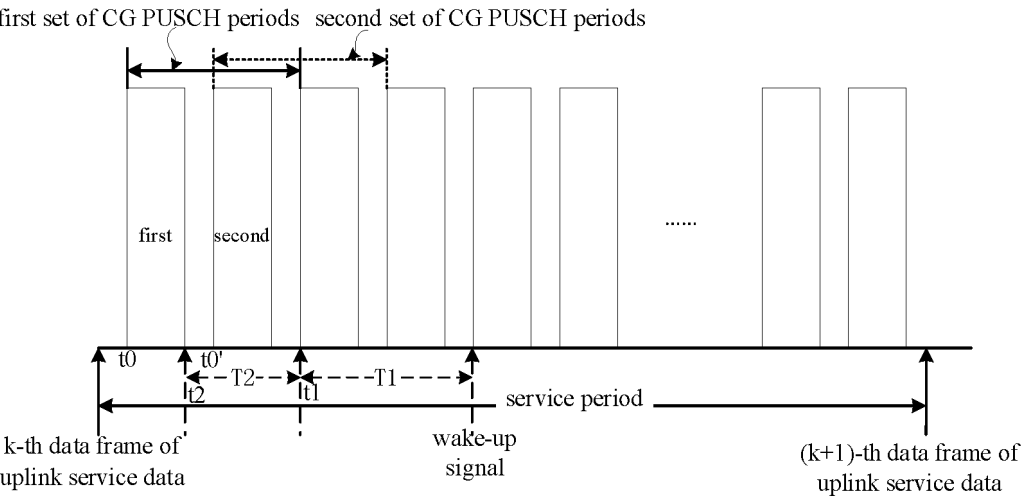 first set of CG PUSCH periods
second set of CG PUSCH periods
first
second
......
t0
t0'
T2
t2
t1
T1
service period
k-th data frame of
uplink service data
wake-up
signal
(k+1)-th data frame of
uplink service data